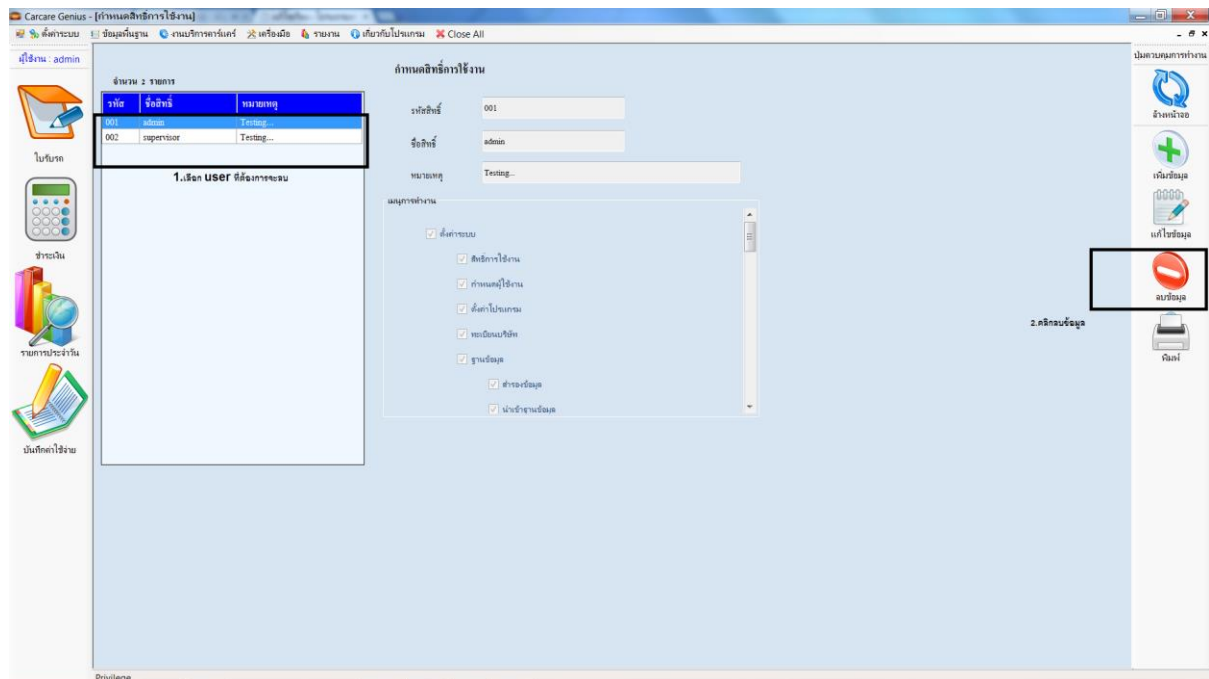 Carcare Genius - [กำหนดสิทธิการใช้งาน]
ตั้งค่าระบบ ข้อมูลพื้นฐาน งานบริการคาร์แคร์ เครื่องมือ รายงาน เกี่ยวกับโปรแกรม Close All
ผู้ใช้งาน : admin
ใบรับรถ
ชำระเงิน
รายการประจำวัน
บันทึกค่าใช้จ่าย
จำนวน 2 รายการ
รหัส ชื่อสิทธิ์ หมายเหตุ
001 admin Testing...
002 supervisor Testing...
1.เลือก user ที่ต้องการจะลบ
กำหนดสิทธิ์การใช้งาน
รหัสสิทธิ์ 001
ชื่อสิทธิ์ admin
หมายเหตุ Testing...
เมนูการทำงาน
ตั้งค่าระบบ
สิทธิการใช้งาน
กำหนดผู้ใช้งาน
ตั้งค่าโปรแกรม
ทะเบียนบริษัท
ฐานข้อมูล
สำรองข้อมูล
นำเข้าฐานข้อมูล
2.คลิกลบข้อมูล
ปุ่มควบคุมการทำงาน
ล้างหน้าจอ
เพิ่มข้อมูล
แก้ไขข้อมูล
ลบข้อมูล
พิมพ์
Privilege